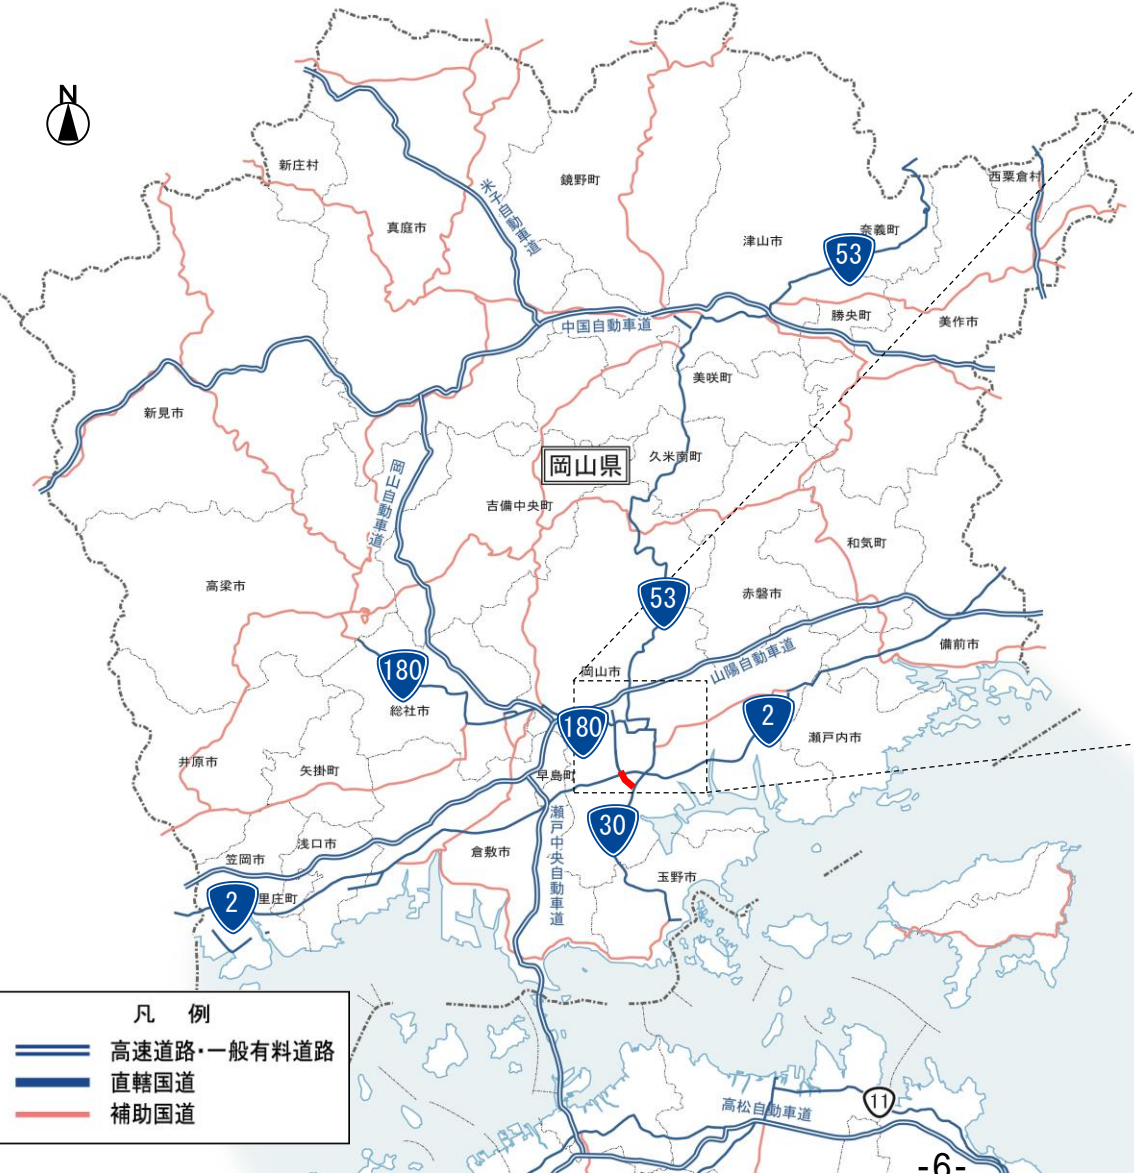 N
新庄村
鏡野町
西粟倉村
米子自動車道
真庭市
津山市
奈義町
53
中国自動車道
勝央町
美作市
美咲町
新見市
岡山県
久米南町
岡山自動車道
吉備中央町
和気町
高梁市
53
赤磐市
備前市
岡山市
山陽自動車道
180
総社市
180
2
瀬戸内市
井原市
矢掛町
早島町
瀬戸中央自動車道
30
浅口市
笠岡市
倉敷市
玉野市
2
里庄町
凡 例
高速道路・一般有料道路
直轄国道
補助国道
高松自動車道
11
-6-